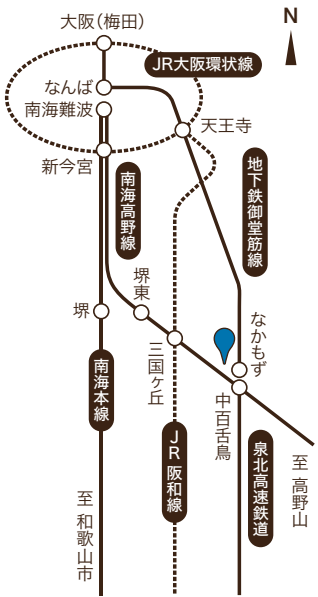 N
大阪（梅田）
JR大阪環状線
なんば
南海難波
天王寺
新今宮
南海高野線
地下鉄御堂筋線
堺東
堺
なかもず
三国ヶ丘
南海本線
中百舌鳥
JR阪和線
泉北高速鉄道
至 高野山
至 和歌山市